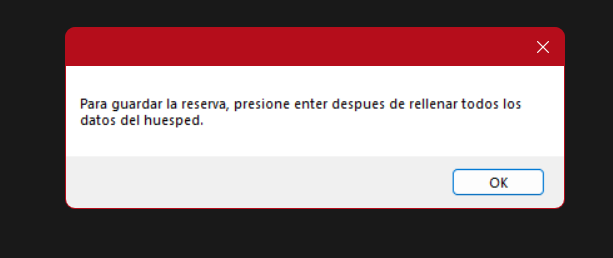 Para guardar la reserva, presione enter despues de rellenar todos los
datos del huesped.
OK